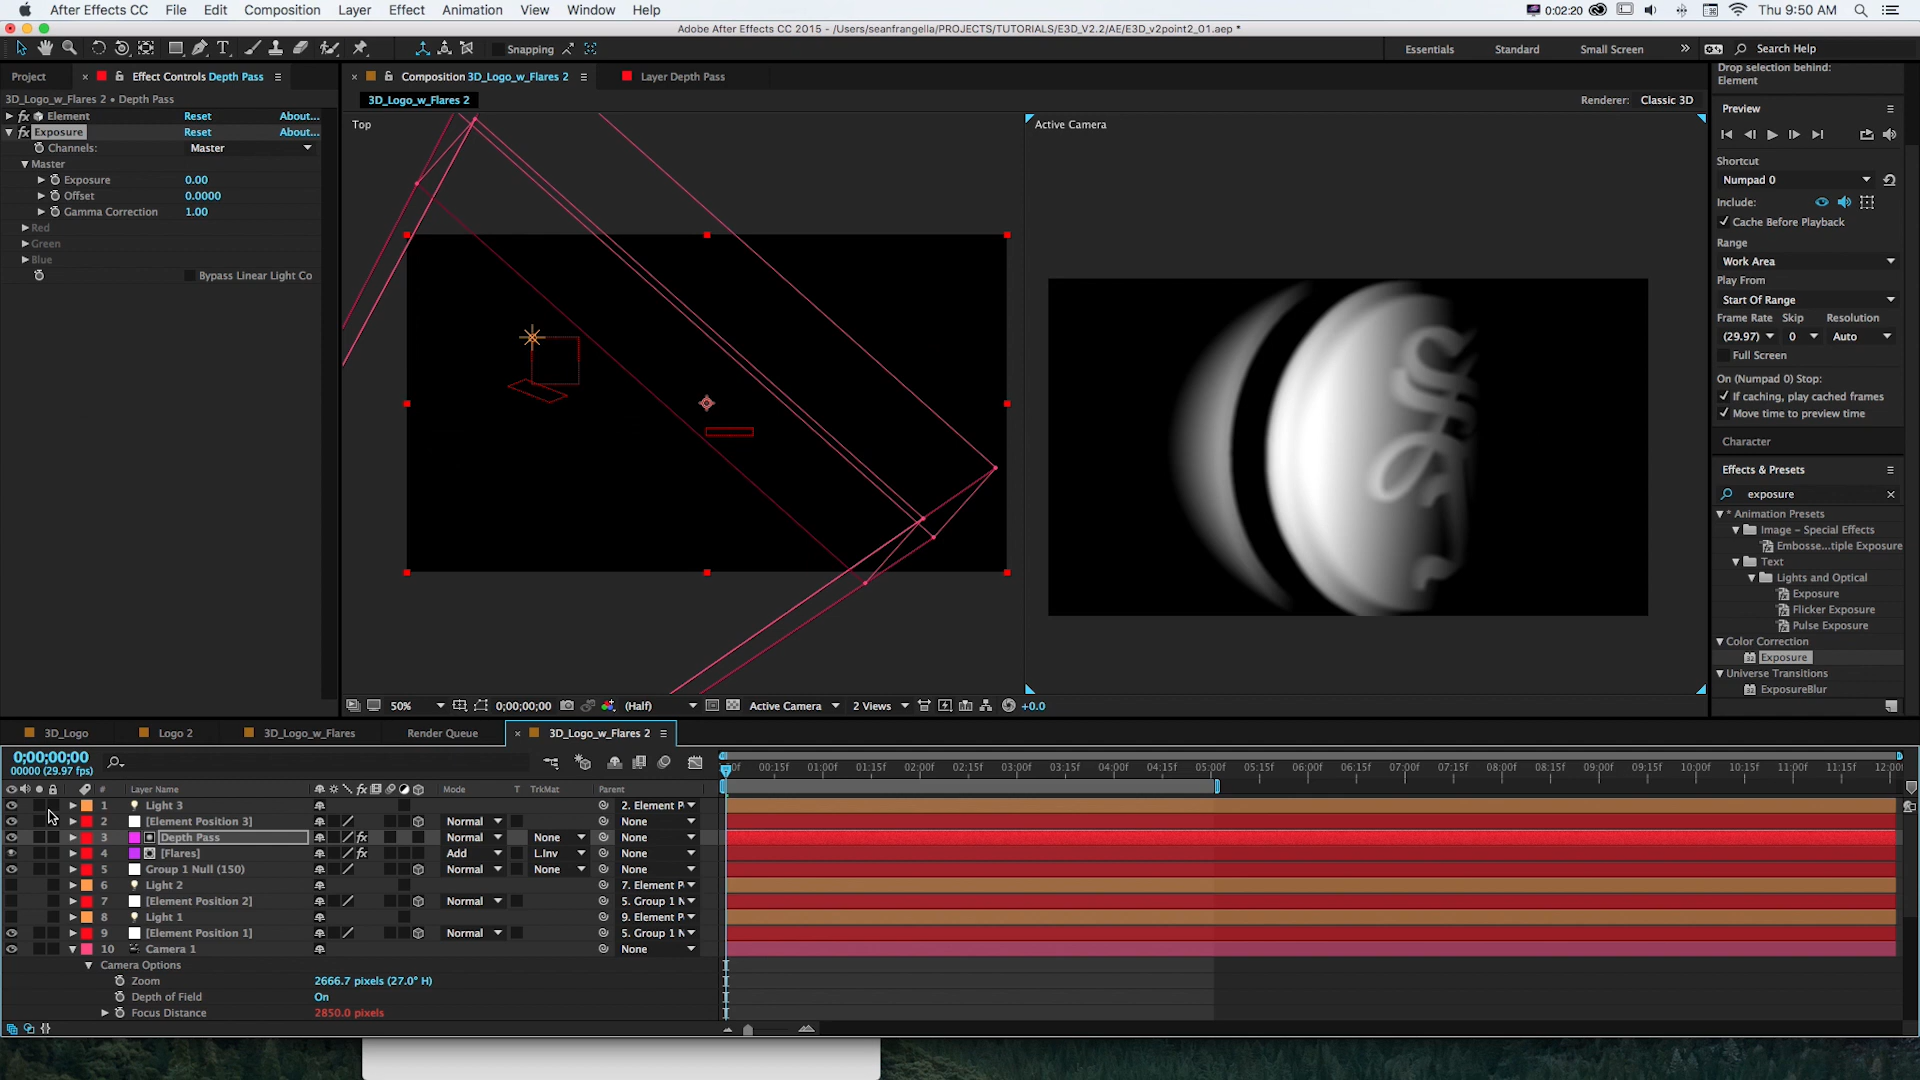 After Effects CC File Edit Composition Layer Effect Animation View Window Help 0:02:20 Thu 9:50 AM
Adobe After Effects CC 2015 - /Users/seanfrangella/PROJECTS/TUTORIALS/E3D_V2.2/AE/E3D_v2point2_01.aep *
Snapping Essentials Standard Small Screen Search Help
Project Effect Controls Depth Pass Composition 3D_Logo_w_Flares 2 Layer Depth Pass
3D_Logo_w_Flares 2 • Depth Pass
3D_Logo_w_Flares 2 Renderer: Classic 3D
Element Reset About...
Exposure Reset About...
Channels: Master
Master
Exposure 0.00
Offset 0.0000
Gamma Correction 1.00
Red
Green
Blue
Bypass Linear Light Co
Top
Active Camera
Drop selection behind:
Element
Preview
Shortcut
Numpad 0
Include:
Cache Before Playback
Range
Work Area
Play From
Start Of Range
Frame Rate Skip Resolution
(29.97) 0 Auto
Full Screen
On (Numpad 0) Stop:
If caching, play cached frames
Move time to preview time
Character
Effects & Presets
exposure
* Animation Presets
Image – Special Effects
Embosse...tiple Exposure
Text
Lights and Optical
Exposure
Flicker Exposure
Pulse Exposure
Color Correction
Exposure
Universe Transitions
ExposureBlur
50% 0;00;00;00 (Half) Active Camera 2 Views +0.0
3D_Logo Logo 2 3D_Logo_w_Flares Render Queue 3D_Logo_w_Flares 2
0;00;00;00
00000 (29.97 fps)
00:15f 01:00f 01:15f 02:00f 02:15f 03:00f 03:15f 04:00f 04:15f 05:00f 05:15f 06:00f 06:15f 07:00f 07:15f 08:00f 08:15f 09:00f 09:15f 10:00f 10:15f 11:00f 11:15f 12:00f
# Layer Name Mode T TrkMat Parent
1 Light 3 2. Element P
2 [Element Position 3] Normal None
3 Depth Pass Normal None None
4 [Flares] Add L.Inv None
5 Group 1 Null (150) Normal None None
6 Light 2 7. Element P
7 [Element Position 2] Normal 5. Group 1 N
8 Light 1 9. Element P
9 [Element Position 1] Normal 5. Group 1 N
10 Camera 1 None
Camera Options
Zoom 2666.7 pixels (27.0° H)
Depth of Field On
Focus Distance 2850.0 pixels